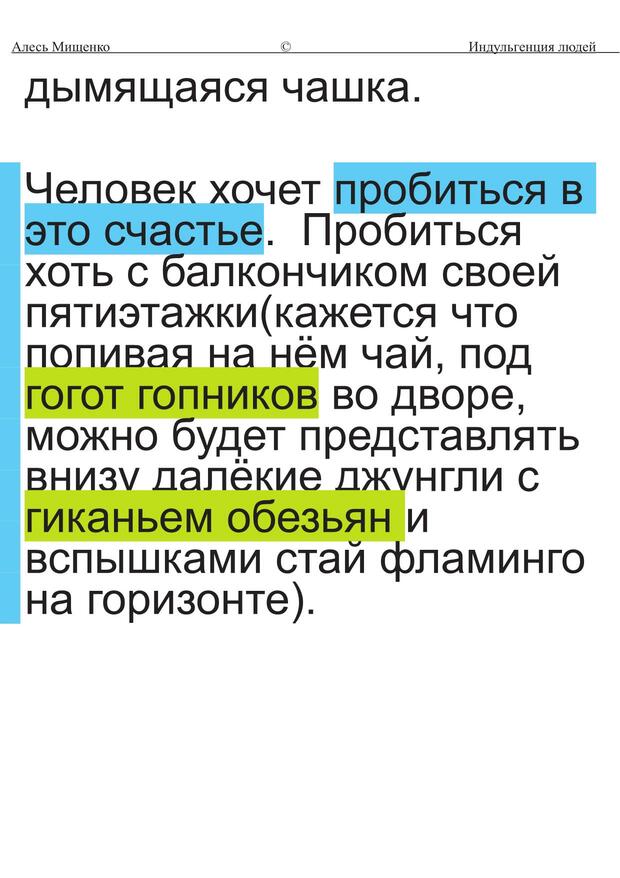 Алесь Мищенко © Индульгенция людей
дымящаяся чашка.
Человек хочет пробиться в
это счастье. Пробиться
хоть с балкончиком своей
пятиэтажки(кажется что
попивая на нём чай, под
гогот гопников во дворе,
можно будет представлять
внизу далёкие джунгли с
гиканьем обезьян и
вспышками стай фламинго
на горизонте).